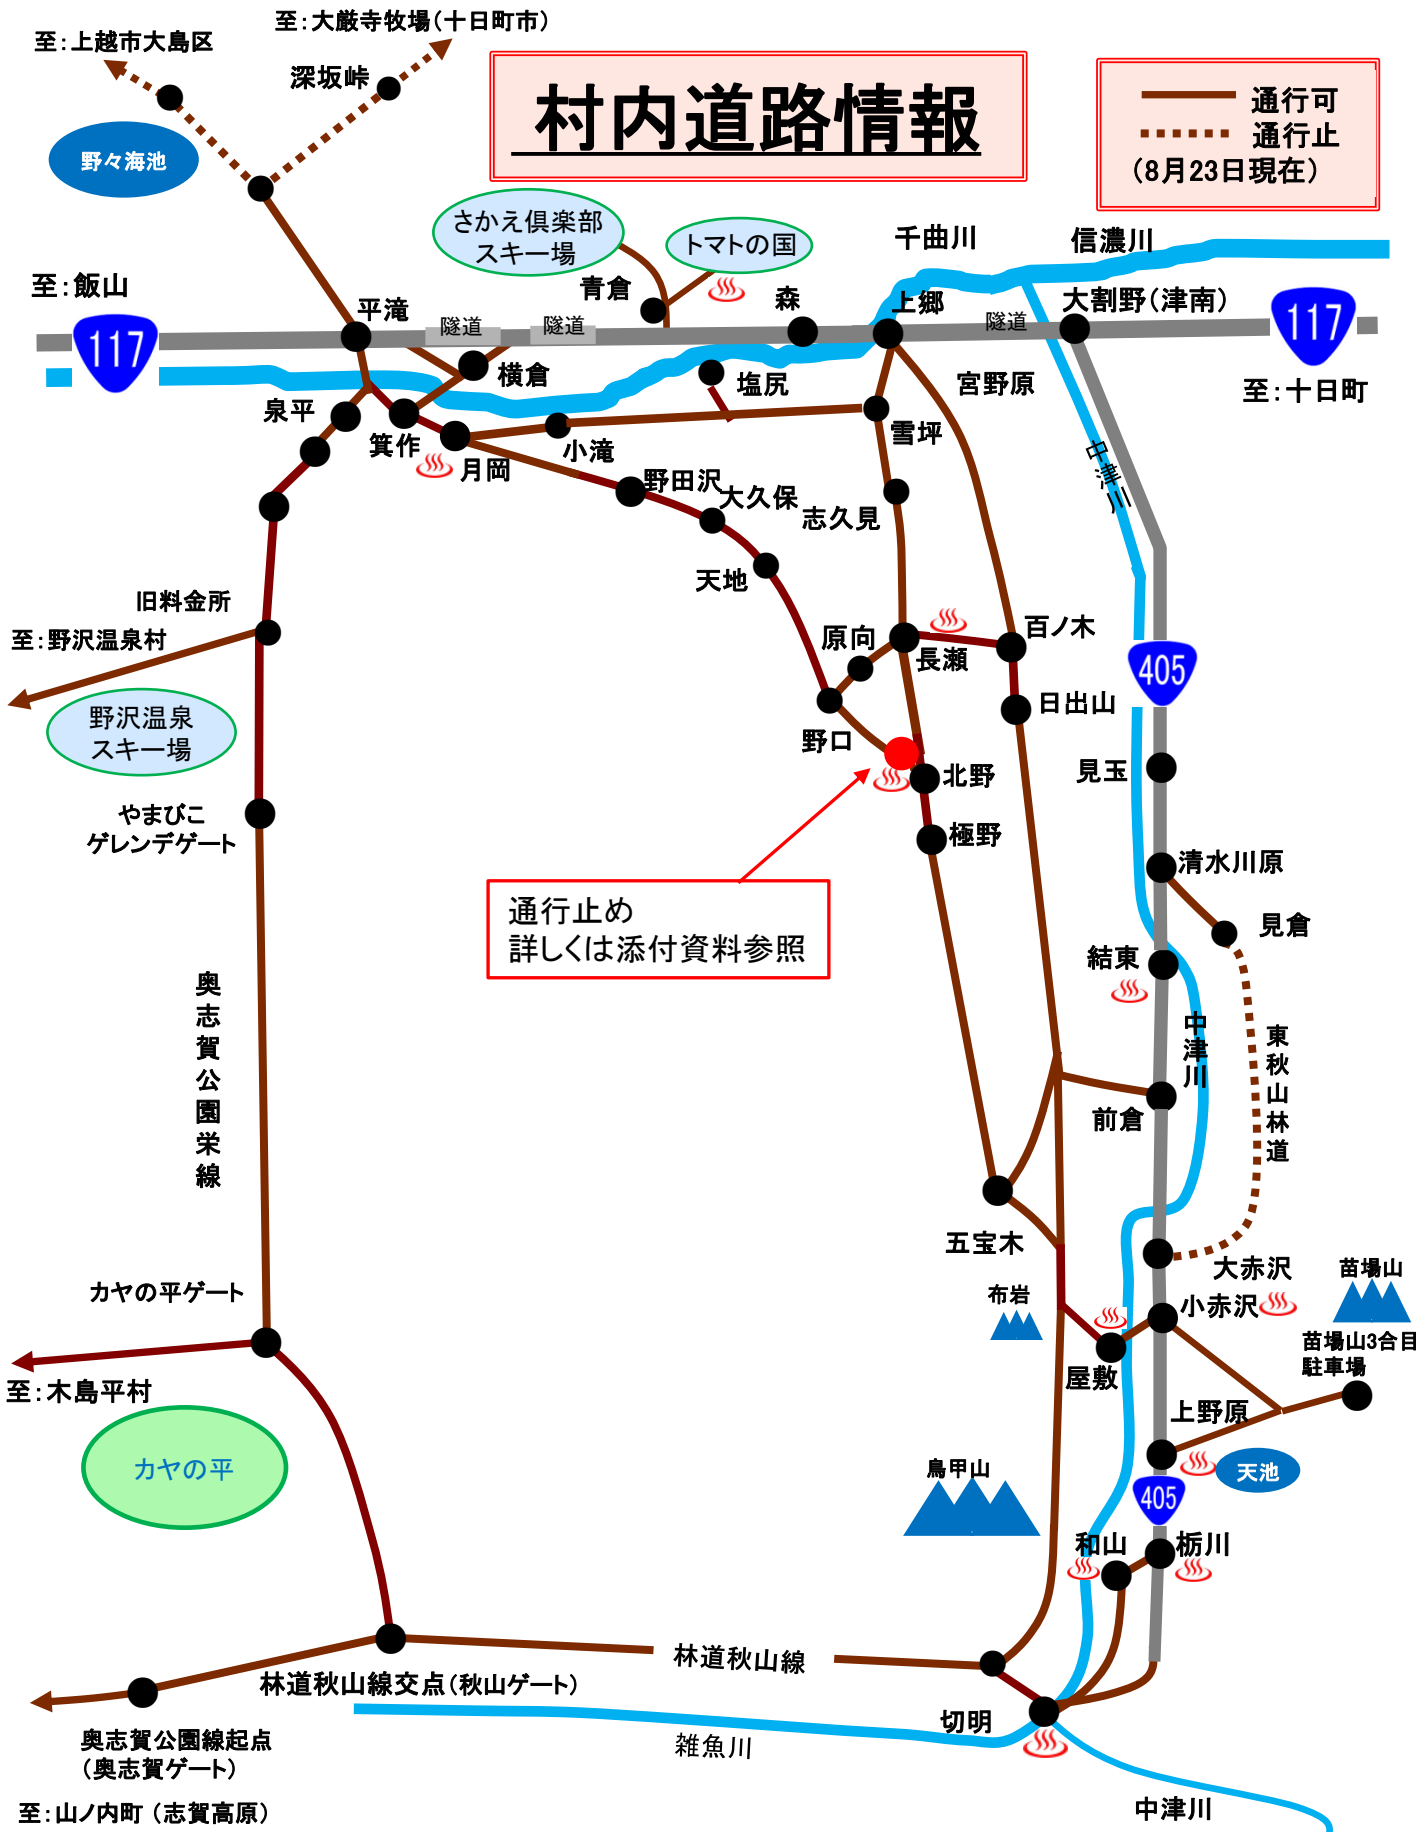 至：大厳寺牧場（十日町市）
至：上越市大島区
深坂峠
村内道路情報
通行可
通行止
（8月23日現在）
野々海池
さかえ倶楽部
スキー場
トマトの国
千曲川
信濃川
至：飯山
青倉
森
上郷
大割野（津南）
平滝
117
隧道
隧道
隧道
117
横倉
塩尻
宮野原
至：十日町
泉平
箕作
月岡
小滝
雪坪
中津川
野田沢
大久保
志久見
天地
旧料金所
至：野沢温泉村
原向
長瀬
百ノ木
405
野沢温泉
スキー場
日出山
野口
北野
見玉
やまびこ
ゲレンデゲート
極野
清水川原
通行止め
詳しくは添付資料参照
見倉
結東
奥志賀公園栄線
中津川
東秋山林道
前倉
五宝木
大赤沢
苗場山
カヤの平ゲート
布岩
小赤沢
苗場山3合目
駐車場
至：木島平村
屋敷
上野原
カヤの平
鳥甲山
天池
405
和山
栃川
林道秋山線
林道秋山線交点（秋山ゲート）
切明
奥志賀公園線起点
（奥志賀ゲート）
雑魚川
至：山ノ内町（志賀高原）
中津川